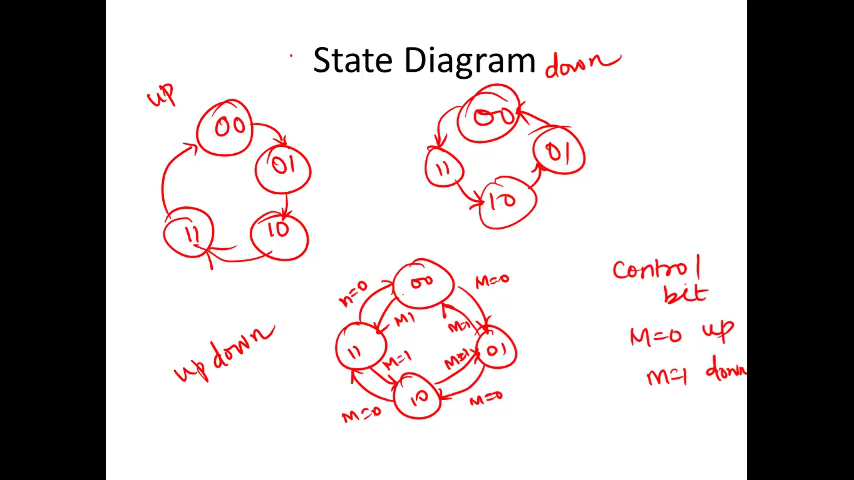 State Diagram
down
up
00
01
10
11
00
11
10
01
up down
00
01
10
11
n=0
M=0
M1
M=1
M=1
M=1
M=0
M=0
Control
bit
M=0 up
M=1 down